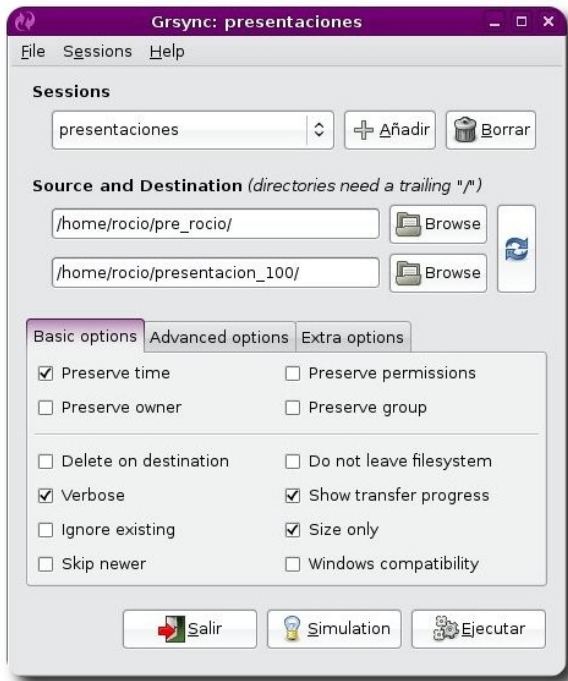 Grsync: presentaciones
File Sessions Help
Sessions
presentaciones Añadir Borrar
Source and Destination (directories need a trailing "/")
/home/rocio/pre_rocio/ Browse
/home/rocio/presentacion_100/ Browse
Basic options Advanced options Extra options
Preserve time Preserve permissions
Preserve owner Preserve group
Delete on destination Do not leave filesystem
Verbose Show transfer progress
Ignore existing Size only
Skip newer Windows compatibility
Salir Simulation Ejecutar